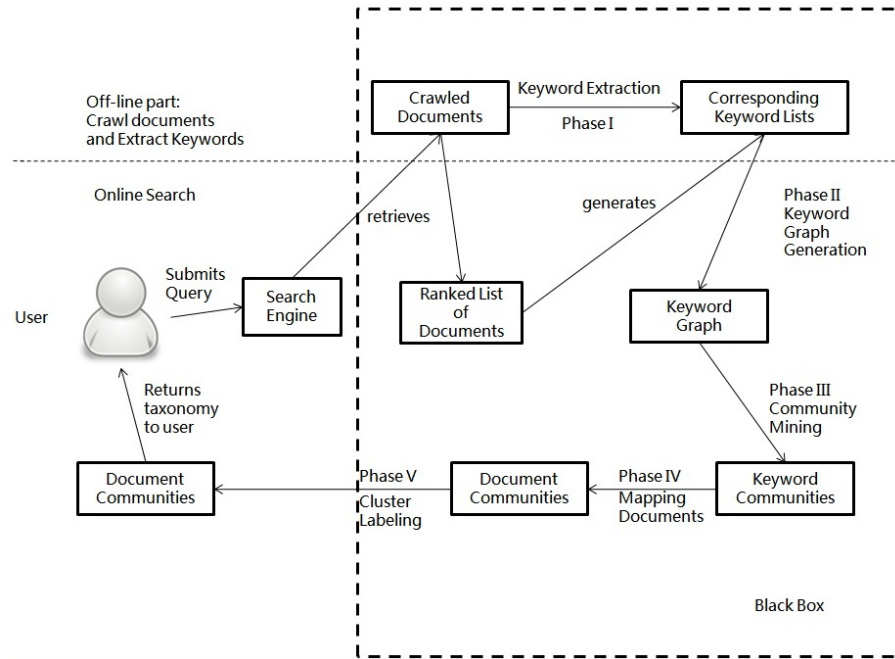 Off-line part:
Crawl documents
and Extract Keywords
Crawled
Documents
Keyword Extraction
Phase I
Corresponding
Keyword Lists
Online Search
retrieves
generates
Phase II
Keyword
Graph
Generation
User
Submits
Query
Search
Engine
Ranked List
of
Documents
Keyword
Graph
Returns
taxonomy
to user
Phase III
Community
Mining
Document
Communities
Phase V
Cluster
Labeling
Document
Communities
Phase IV
Mapping
Documents
Keyword
Communities
Black Box